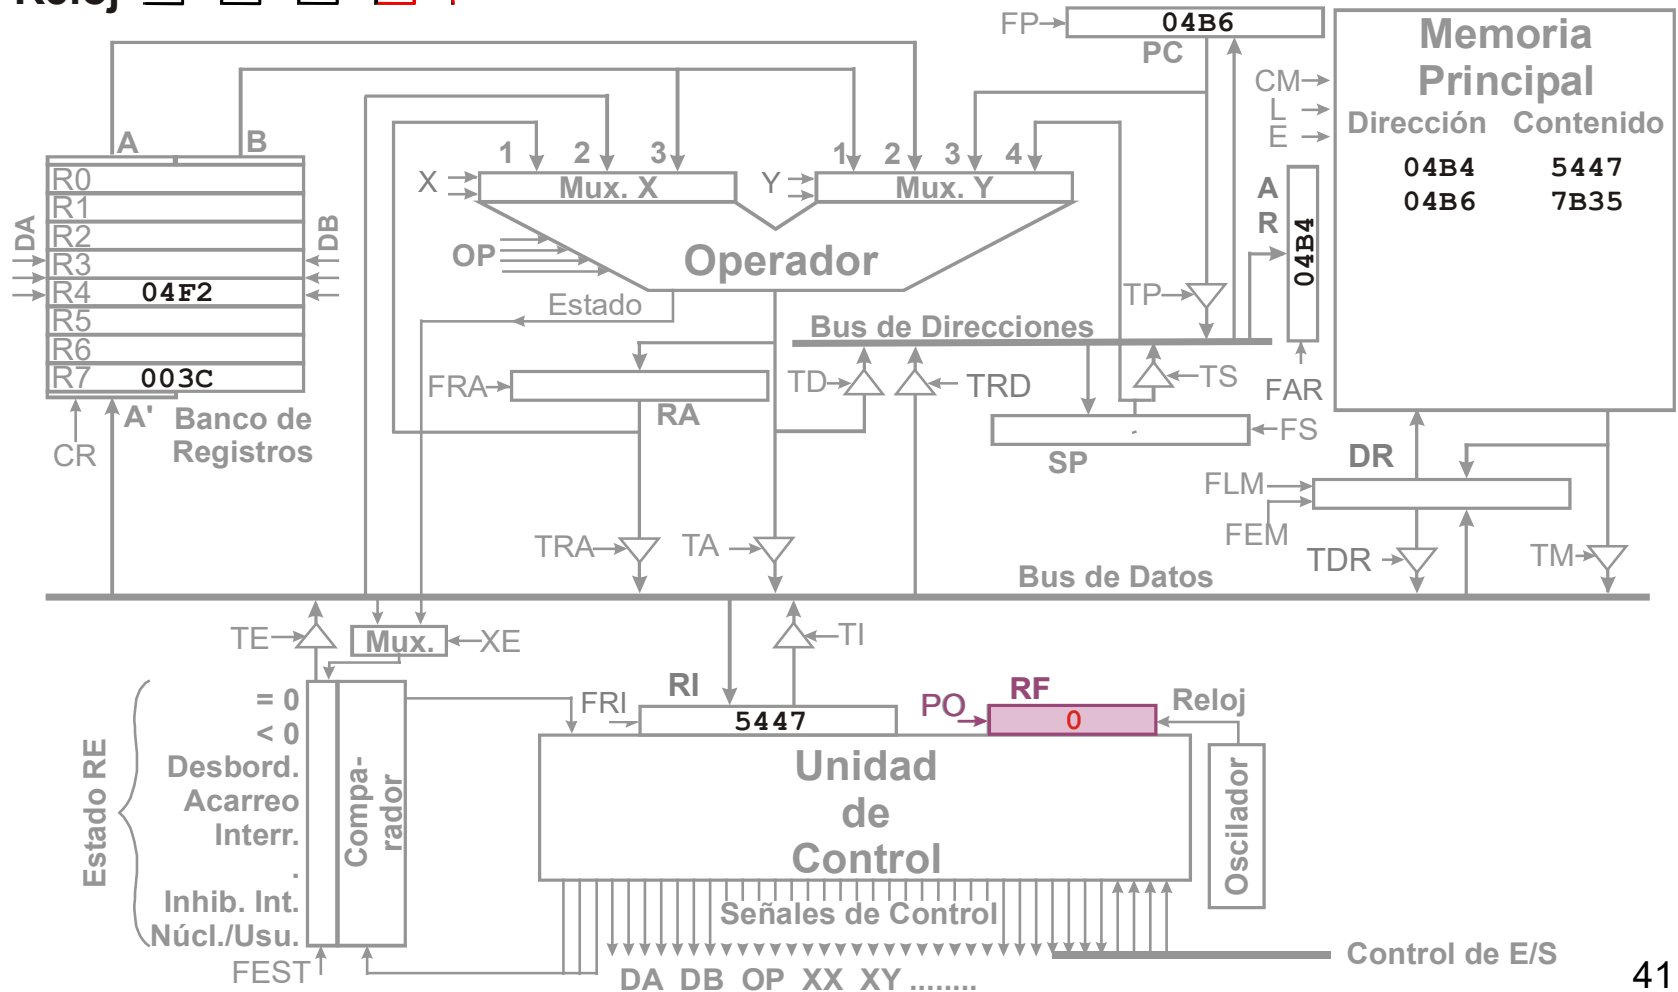 Reloj
FP
04B6
PC
Memoria
Principal
CM
L
E
Dirección Contenido
04B4 5447
04B6 7B35
A B
1 2 3
1 2 3 4
X
Mux. X
Y
Mux. Y
R0
R1
R2
R3
R4 04F2
R5
R6
R7 003C
DA
DB
A
R
04B4
FAR
OP
Operador
Estado
TP
Bus de Direcciones
FRA
RA
TD
TRD
TS
CR
A'
Banco de
Registros
SP
FS
DR
FLM
FEM
TRA
TA
TDR
TM
Bus de Datos
TE
Mux.
XE
TI
RI
FRI
5447
PO
RF
0
Reloj
Estado RE
= 0
< 0
Desbord.
Acarreo
Interr.
.
Inhib. Int.
Núcl./Usu.
Compa-
rador
Unidad
de
Control
Oscilador
Señales de Control
FEST
DA DB OP XX XY ........
Control de E/S
41